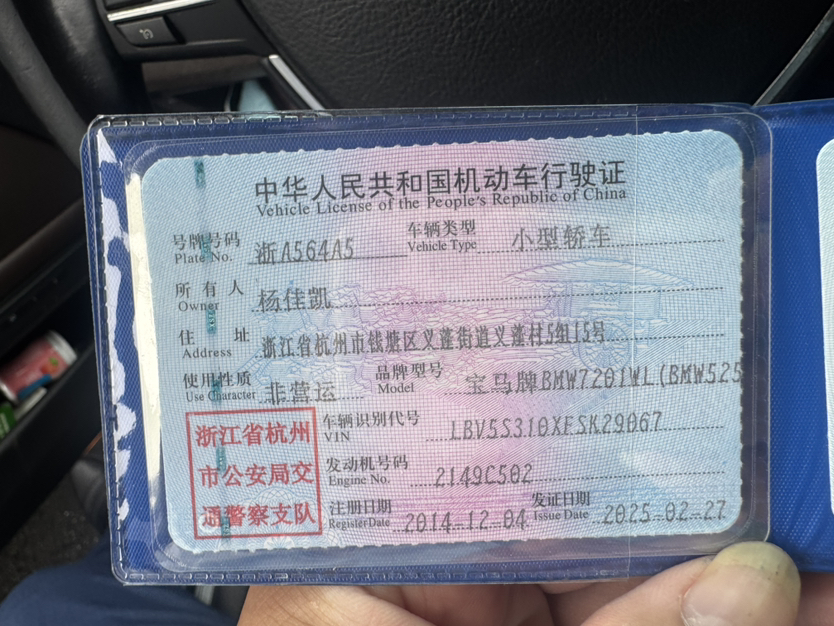 中华人民共和国机动车行驶证
Vehicle License of the People's Republic of China
号牌号码 浙A564A5 车辆类型 小型轿车
Plate No. Vehicle Type
所有人 杨佳凯
Owner
住址 浙江省杭州市钱塘区义蓬街道义蓬村5组15号
Address
使用性质 非营运 品牌型号 宝马牌BMW7201WL(BMW525
Use Character Model
浙江省杭州
市公安局交
通警察支队
车辆识别代号 LBV5S310XFSK29067
VIN
发动机号码 2149C502
Engine No.
注册日期 2014-12-04 发证日期 2025-02-27
Register Date Issue Date